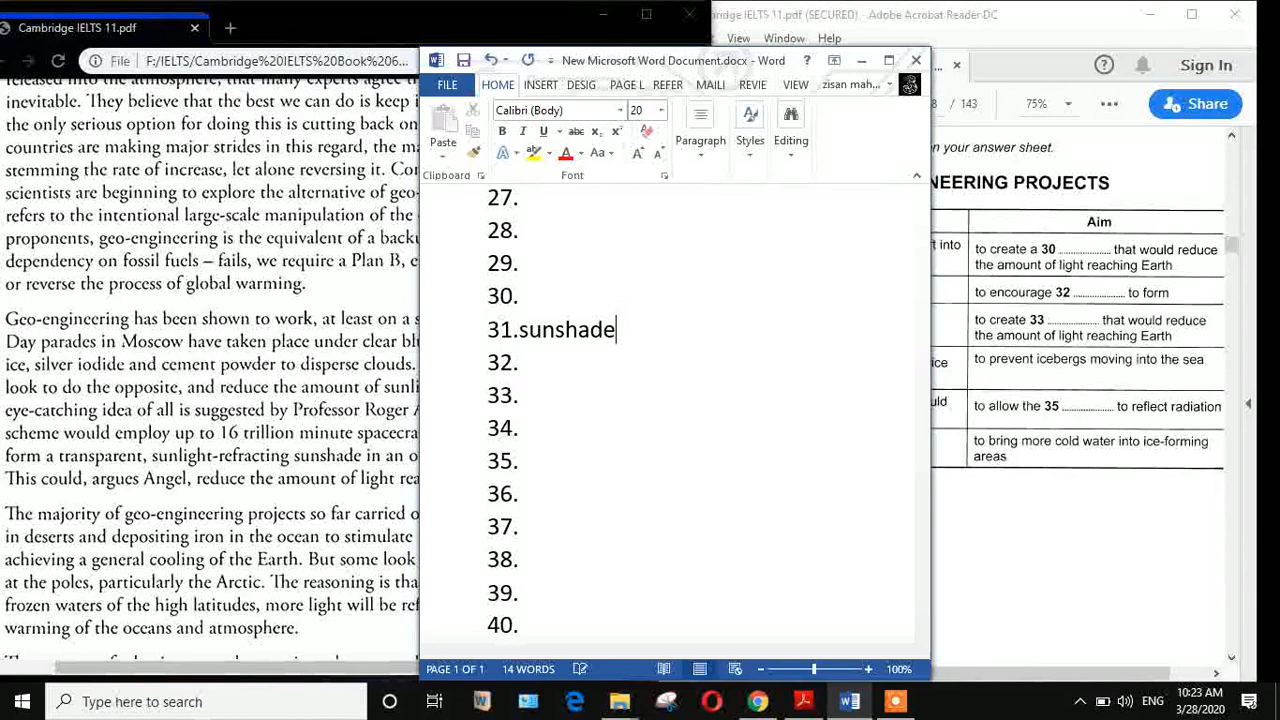 Cambridge IELTS 11.pdf
File
F:/IELTS/Cambridge%20IELTS%20Book%206...
released into the atmosphere, that many experts agree
inevitable. They believe that the best we can do is keep
the only serious option for doing this is cutting back on
countries are making major strides in this regard, the
stemming the rate of increase, let alone reversing it.
scientists are beginning to explore the alternative of geo-
refers to the intentional large-scale manipulation of the
proponents, geo-engineering is the equivalent of a
dependency on fossil fuels – fails, we require a Plan B,
or reverse the process of global warming.
Geo-engineering has been shown to work, at least on a
Day parades in Moscow have taken place under clear
ice, silver iodide and cement powder to disperse clouds.
look to do the opposite, and reduce the amount of
eye-catching idea of all is suggested by Professor Roger
scheme would employ up to 16 trillion minute
form a transparent, sunlight-refracting sunshade in an
This could, argues Angel, reduce the amount of light
The majority of geo-engineering projects so far carried
in deserts and depositing iron in the ocean to stimulate
achieving a general cooling of the Earth. But some look
at the poles, particularly the Arctic. The reasoning is
frozen waters of the high latitudes, more light will be
warming of the oceans and atmosphere.
New Microsoft Word Document.docx - Word
FILE HOME INSERT DESIG PAGE L REFER MAILI REVIE VIEW zisan mah...
Calibri (Body) 20
B I U abc x₂ x²
A A Aa A A
Paste Paragraph Styles Editing
Clipboard Font
27.
28.
29.
30.
31.sunshade
32.
33.
34.
35.
36.
37.
38.
39.
40.
PAGE 1 OF 1 14 WORDS 100%
ridge IELTS 11.pdf (SECURED) - Adobe Acrobat Reader DC
View Window Help
... Sign In
8 / 143 75% Share
n your answer sheet.
NEERING PROJECTS
Aim
ft into
to create a 30 .................... that would reduce
the amount of light reaching Earth
to encourage 32 .................... to form
to create 33 .................... that would reduce
the amount of light reaching Earth
ice
to prevent icebergs moving into the sea
uld
to allow the 35 .................... to reflect radiation
to bring more cold water into ice-forming
areas
Type here to search
ENG
10:23 AM
3/28/2020